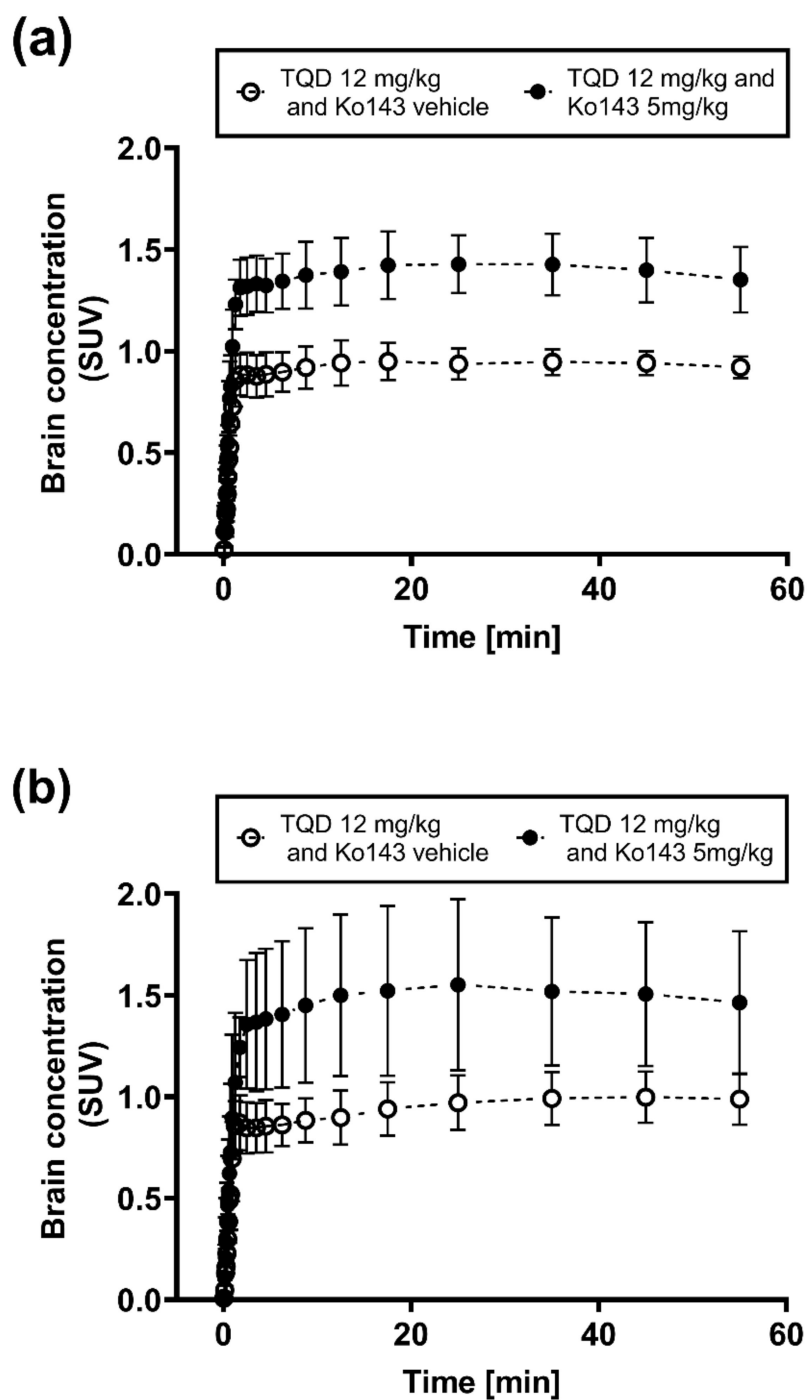 (a)
TQD 12 mg/kg
and Ko143 vehicle
TQD 12 mg/kg and
Ko143 5mg/kg
2.0
1.5
1.0
0.5
0.0
Brain concentration
(SUV)
0
20
40
60
Time [min]
(b)
TQD 12 mg/kg
and Ko143 vehicle
TQD 12 mg/kg
and Ko143 5mg/kg
2.0
1.5
1.0
0.5
0.0
Brain concentration
(SUV)
0
20
40
60
Time [min]